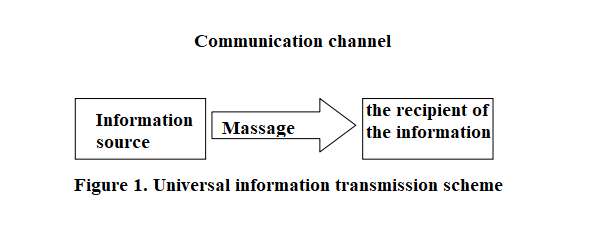 Communication channel
Information
source
Massage
the recipient of
the information
Figure 1. Universal information transmission scheme